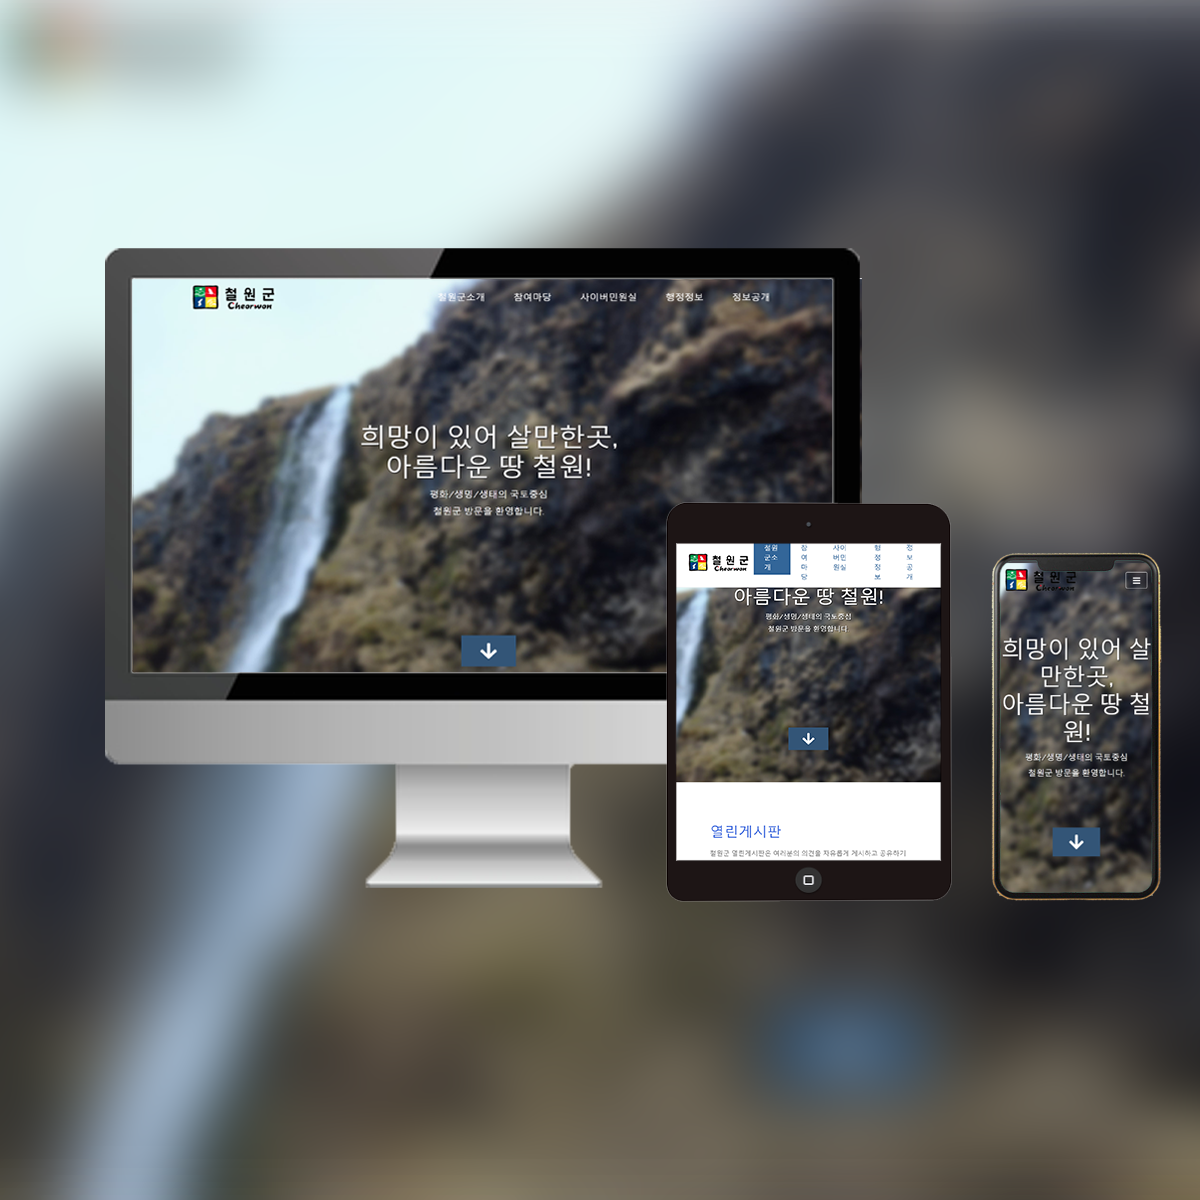 철원군
Cheorwon
철원군소개 참여마당 사이버민원실 행정정보 정보공개
희망이 있어 살만한곳,
아름다운 땅 철원!
평화/생명/생태의 국토중심
철원군 방문을 환영합니다.
철원군
Cheorwon
철원
군소
개
참
여
마
당
사이
버민
원실
행
정
정
보
정
보
공
개
아름다운 땅 철원!
평화/생명/생태의 국토중심
철원군 방문을 환영합니다.
열린게시판
철원군 열린게시판은 여러분의 의견을 자유롭게 게시하고 공유하기
철원군
Cheorwon
희망이 있어 살
만한곳,
아름다운 땅 철
원!
평화/생명/생태의 국토중심
철원군 방문을 환영합니다.